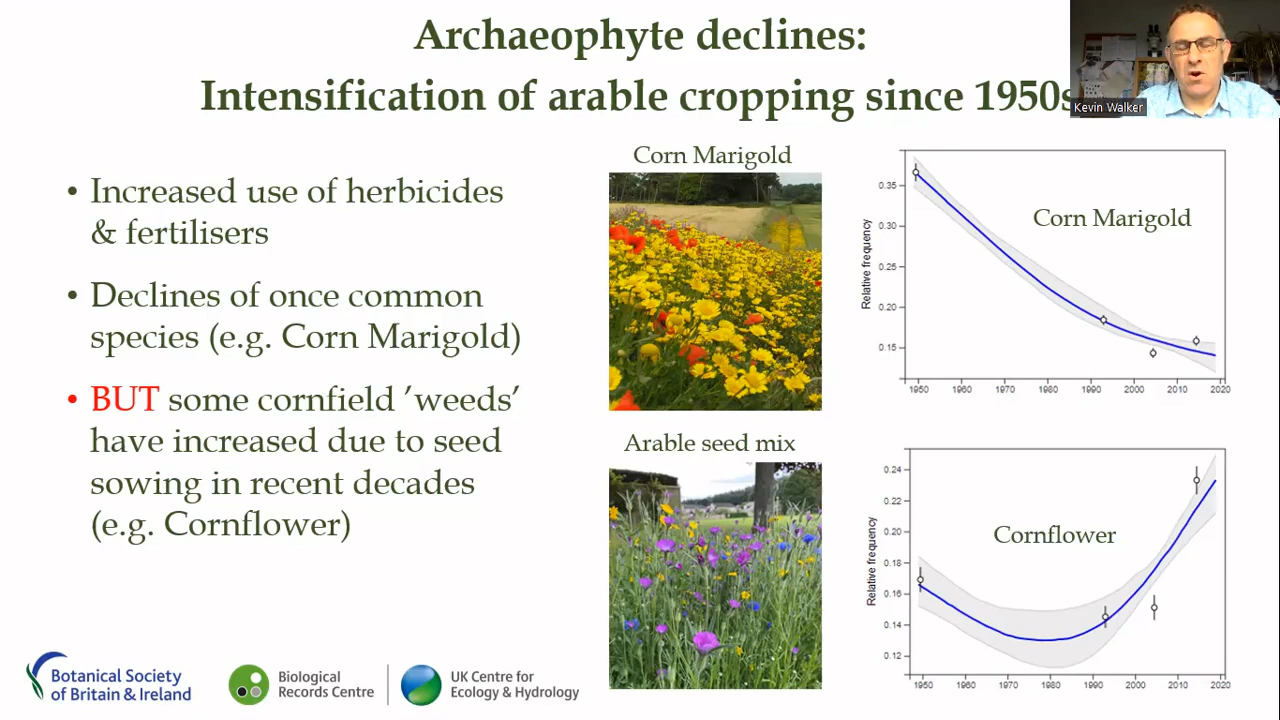 Archaeophyte declines:
Intensification of arable cropping since 1950s
Kevin Walker
• Increased use of herbicides
& fertilisers
• Declines of once common
species (e.g. Corn Marigold)
• BUT some cornfield ’weeds’
have increased due to seed
sowing in recent decades
(e.g. Cornflower)
Corn Marigold
Arable seed mix
Relative frequency
0.35
0.30
0.25
0.20
0.15
Corn Marigold
1950 1960 1970 1980 1990 2000 2010 2020
Relative frequency
0.24
0.22
0.20
0.18
0.16
0.14
0.12
Cornflower
1950 1960 1970 1980 1990 2000 2010 2020
Botanical Society
of Britain & Ireland
Biological
Records Centre
UK Centre for
Ecology & Hydrology